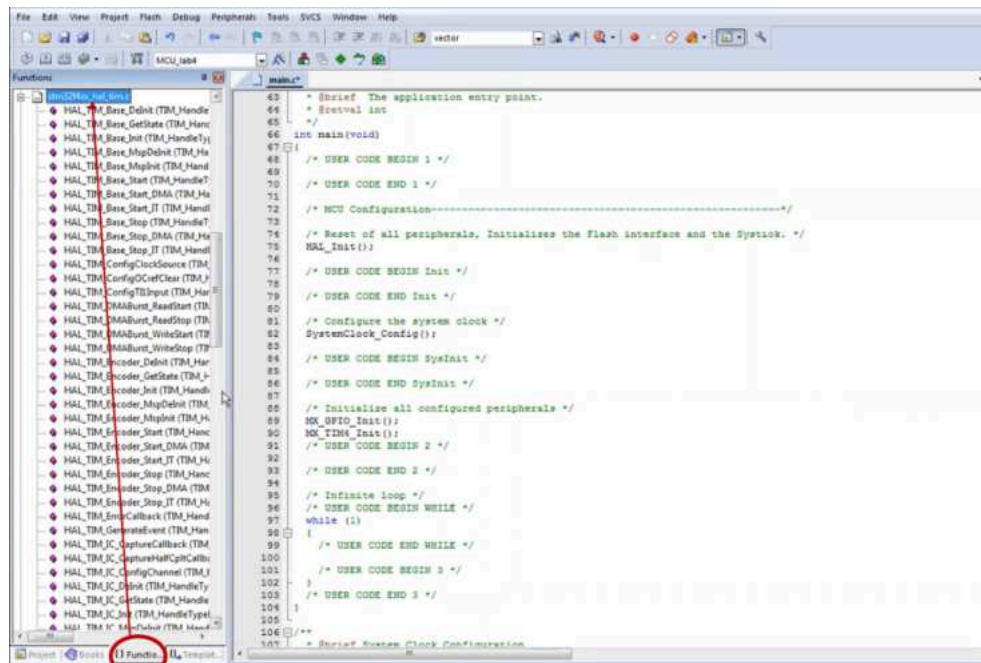 File Edit View Project Flash Debug Peripherals Tools SVCS Window Help
vector
MCU_lab4
Functions
main.c*
stm32f4xx_hal_tim.c
HAL_TIM_Base_DeInit (TIM_Handle
HAL_TIM_Base_GetState (TIM_Hanc
HAL_TIM_Base_Init (TIM_HandleTyp
HAL_TIM_Base_MspDeInit (TIM_Ha
HAL_TIM_Base_MspInit (TIM_Hand
HAL_TIM_Base_Start (TIM_HandleT
HAL_TIM_Base_Start_DMA (TIM_Ha
HAL_TIM_Base_Start_IT (TIM_Handl
HAL_TIM_Base_Stop (TIM_HandleT
HAL_TIM_Base_Stop_DMA (TIM_Ha
HAL_TIM_Base_Stop_IT (TIM_Handl
HAL_TIM_ConfigClockSource (TIM_
HAL_TIM_ConfigOCrefClear (TIM_H
HAL_TIM_ConfigTI1Input (TIM_Har
HAL_TIM_DMABurst_ReadStart (TIM
HAL_TIM_DMABurst_ReadStop (TIM
HAL_TIM_DMABurst_WriteStart (TIM
HAL_TIM_DMABurst_WriteStop (TIM
HAL_TIM_Encoder_DeInit (TIM_Har
HAL_TIM_Encoder_GetState (TIM_H
HAL_TIM_Encoder_Init (TIM_Handle
HAL_TIM_Encoder_MspDeInit (TIM_
HAL_TIM_Encoder_MspInit (TIM_Ha
HAL_TIM_Encoder_Start (TIM_Hanc
HAL_TIM_Encoder_Start_DMA (TIM
HAL_TIM_Encoder_Start_IT (TIM_Ha
HAL_TIM_Encoder_Stop (TIM_Hanc
HAL_TIM_Encoder_Stop_DMA (TIM
HAL_TIM_Encoder_Stop_IT (TIM_Ha
HAL_TIM_ErrorCallback (TIM_Hand
HAL_TIM_GenerateEvent (TIM_Han
HAL_TIM_IC_CaptureCallback (TIM_
HAL_TIM_IC_CaptureHalfCpltCallba
HAL_TIM_IC_ConfigChannel (TIM_H
HAL_TIM_IC_DeInit (TIM_HandleTy
HAL_TIM_IC_GetState (TIM_Handle
HAL_TIM_IC_Init (TIM_HandleTypeI
HAL_TIM_IC_MspDeInit (TIM_Hand
Project Books {} Functio... Templat...
63 * @brief The application entry point.
64 * @retval int
65 */
66 int main(void)
67 {
68 /* USER CODE BEGIN 1 */
69
70 /* USER CODE END 1 */
71
72 /* MCU Configuration--------------------------------------------------------*/
73
74 /* Reset of all peripherals, Initializes the Flash interface and the Systick. */
75 HAL_Init();
76
77 /* USER CODE BEGIN Init */
78
79 /* USER CODE END Init */
80
81 /* Configure the system clock */
82 SystemClock_Config();
83
84 /* USER CODE BEGIN SysInit */
85
86 /* USER CODE END SysInit */
87
88 /* Initialize all configured peripherals */
89 MX_GPIO_Init();
90 MX_TIM4_Init();
91 /* USER CODE BEGIN 2 */
92
93 /* USER CODE END 2 */
94
95 /* Infinite loop */
96 /* USER CODE BEGIN WHILE */
97 while (1)
98 {
99 /* USER CODE END WHILE */
100
101 /* USER CODE BEGIN 3 */
102 }
103 /* USER CODE END 3 */
104 }
105
106 /**
107 * @brief System Clock Configuration